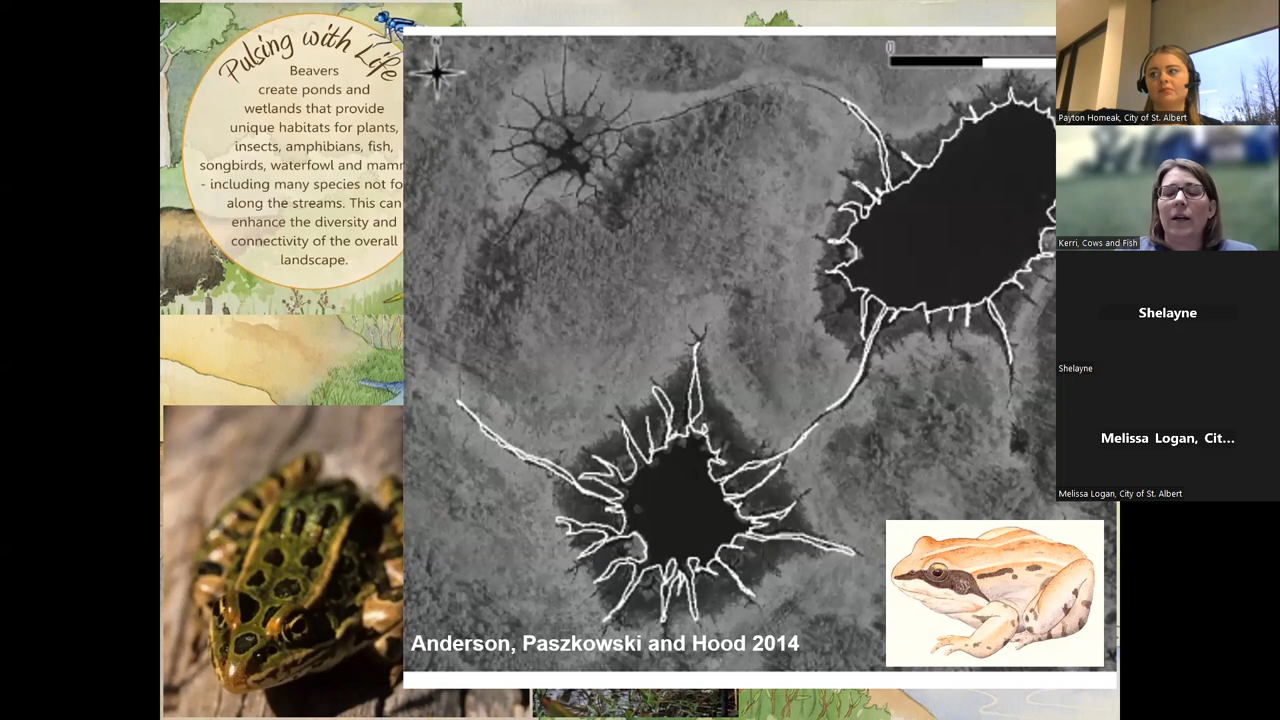 Pulsing with Life
Beavers
create ponds and
wetlands that provide
unique habitats for plants,
insects, amphibians, fish,
songbirds, waterfowl and mamm
- including many species not fo
along the streams. This can
enhance the diversity and
connectivity of the overall
landscape.
N
0
Anderson, Paszkowski and Hood 2014
Payton Homeak, City of St. Albert
Kerri, Cows and Fish
Shelayne
Shelayne
Melissa Logan, Cit...
Melissa Logan, City of St. Albert